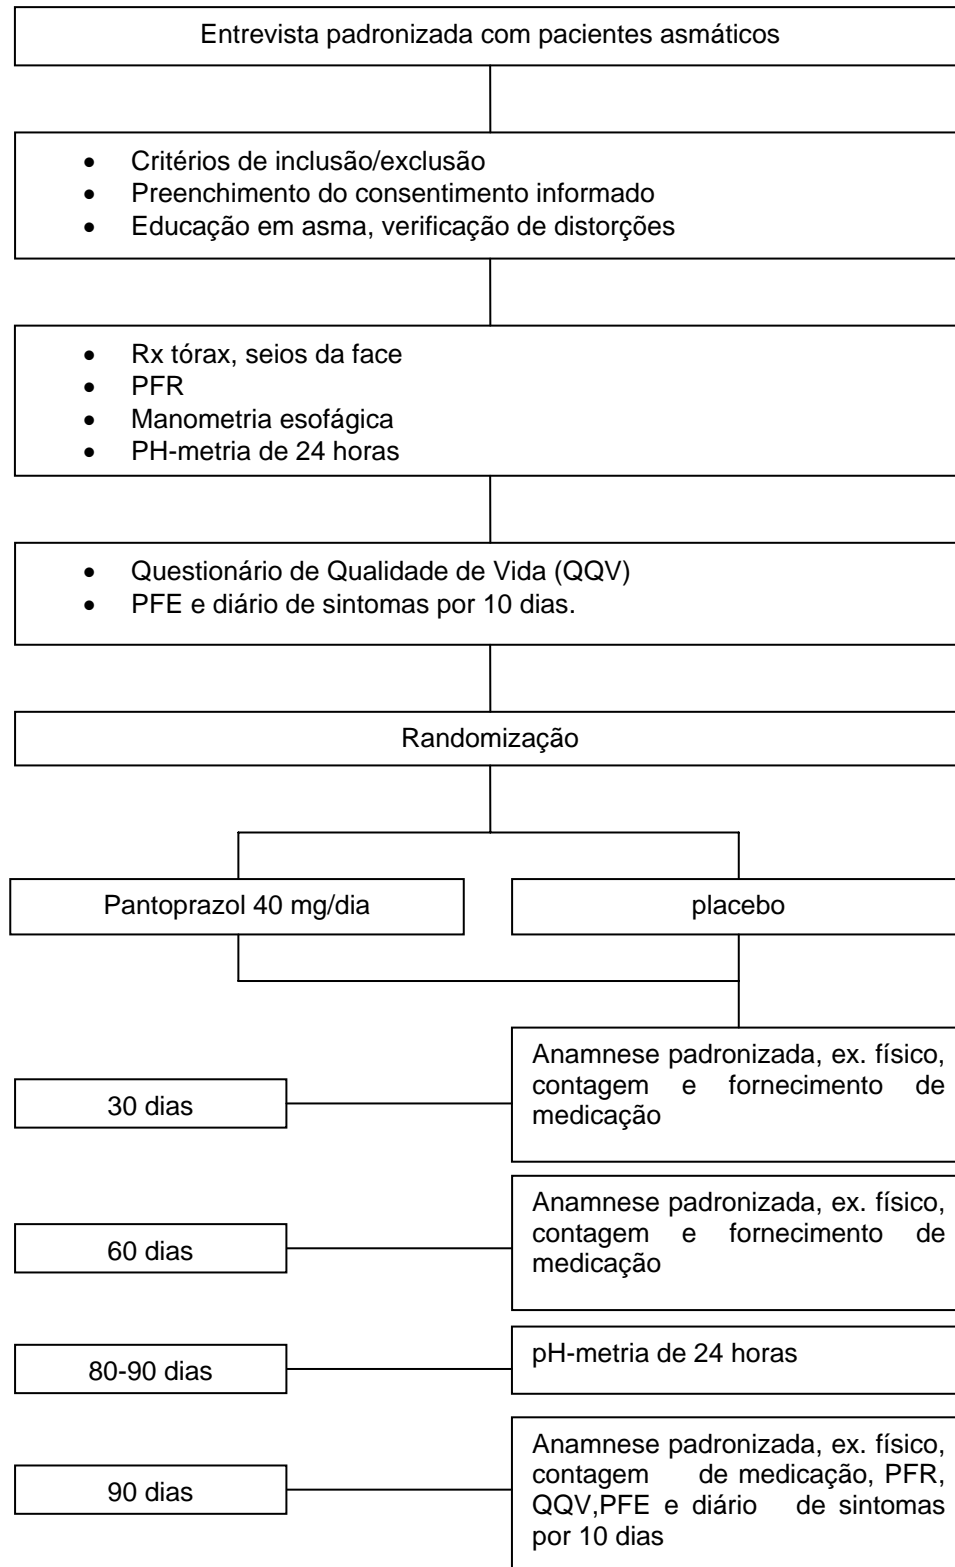 Entrevista padronizada com pacientes asmáticos
• Critérios de inclusão/exclusão
• Preenchimento do consentimento informado
• Educação em asma, verificação de distorções
• Rx tórax, seios da face
• PFR
• Manometria esofágica
• PH-metria de 24 horas
• Questionário de Qualidade de Vida (QQV)
• PFE e diário de sintomas por 10 dias.
Randomização
Pantoprazol 40 mg/dia
placebo
30 dias
Anamnese padronizada, ex. físico,
contagem e fornecimento de
medicação
60 dias
Anamnese padronizada, ex. físico,
contagem e fornecimento de
medicação
80-90 dias
pH-metria de 24 horas
90 dias
Anamnese padronizada, ex. físico,
contagem de medicação, PFR,
QQV,PFE e diário de sintomas
por 10 dias